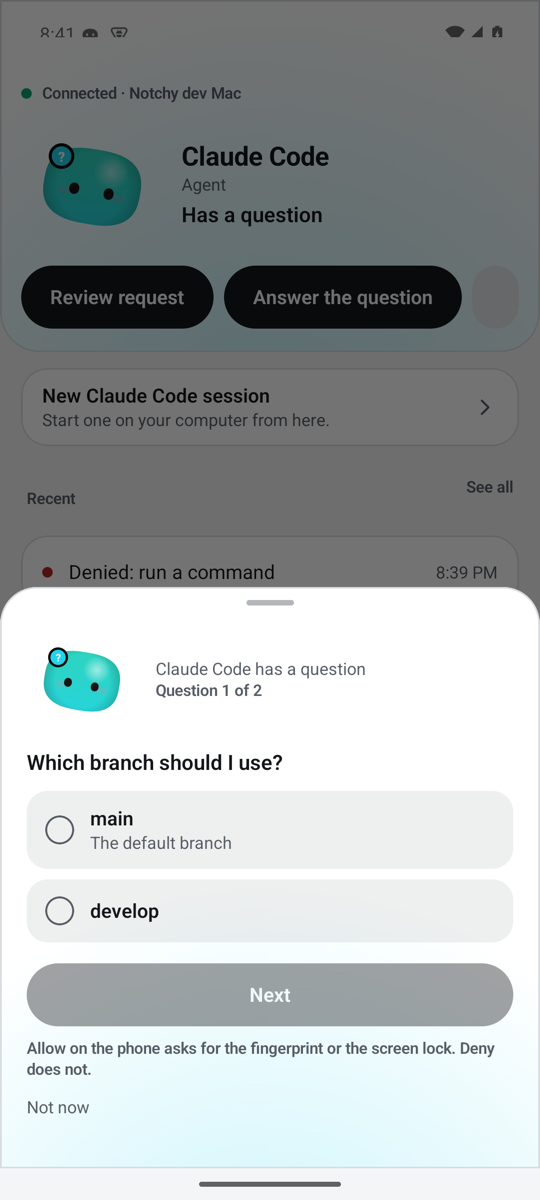 8:41
Connected · Notchy dev Mac
?
Claude Code
Agent
Has a question
Review request
Answer the question
New Claude Code session
Start one on your computer from here.
See all
Recent
Denied: run a command
8:39 PM
?
Claude Code has a question
Question 1 of 2
Which branch should I use?
main
The default branch
develop
Next
Allow on the phone asks for the fingerprint or the screen lock. Deny
does not.
Not now